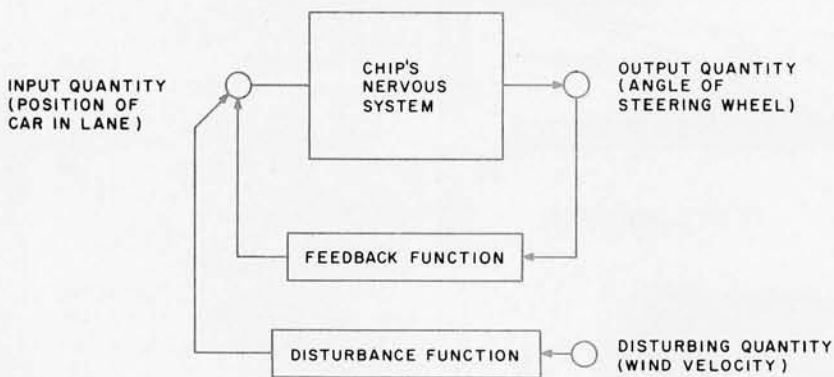 CHIP'S
NERVOUS
SYSTEM
INPUT QUANTITY
(POSITION OF
CAR IN LANE)
OUTPUT QUANTITY
(ANGLE OF
STEERING WHEEL)
FEEDBACK FUNCTION
DISTURBANCE FUNCTION
DISTURBING QUANTITY
(WIND VELOCITY)